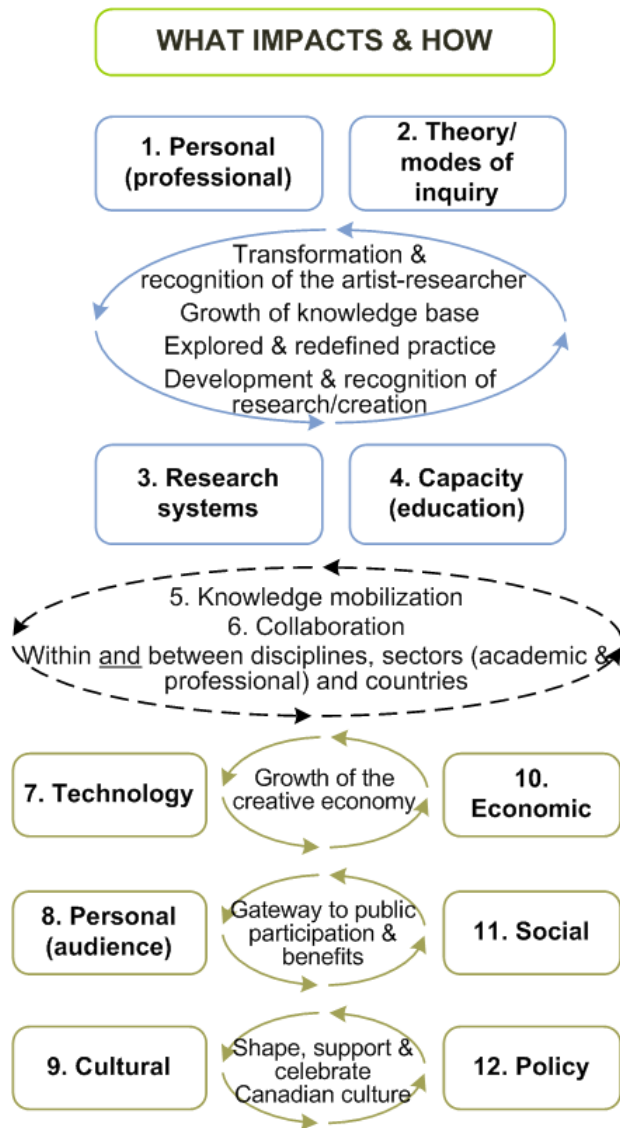 WHAT IMPACTS & HOW
1. Personal
(professional)
2. Theory/
modes of
inquiry
Transformation &
recognition of the artist-researcher
Growth of knowledge base
Explored & redefined practice
Development & recognition of
research/creation
3. Research
systems
4. Capacity
(education)
5. Knowledge mobilization
6. Collaboration
Within and between disciplines, sectors (academic &
professional) and countries
7. Technology
Growth of the
creative economy
10.
Economic
8. Personal
(audience)
Gateway to public
participation &
benefits
11. Social
9. Cultural
Shape, support &
celebrate
Canadian culture
12. Policy